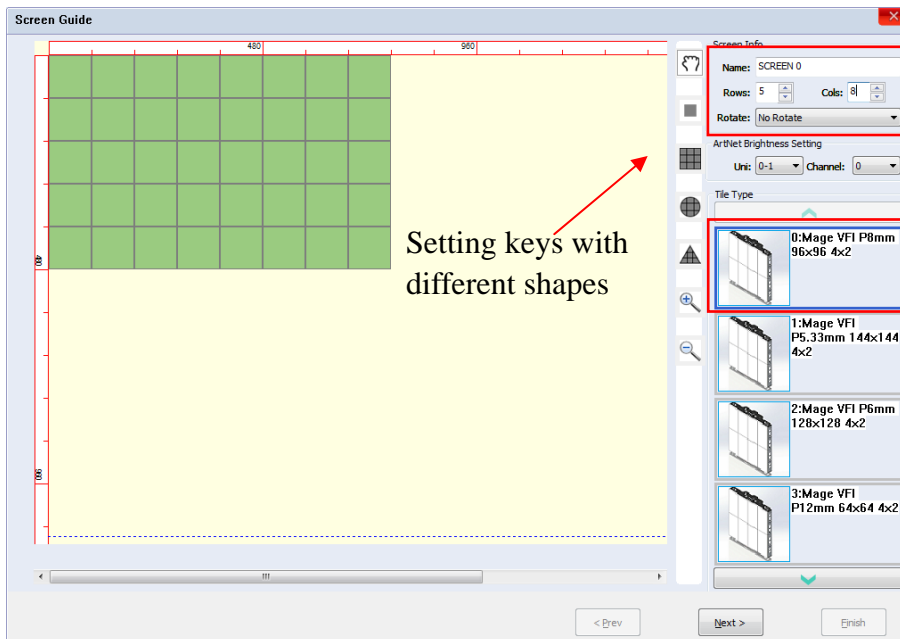 Screen Guide
480 960
480
960
Setting keys with
different shapes
Screen Info
Name: SCREEN 0
Rows: 5 Cols: 8
Rotate: No Rotate
ArtNet Brightness Setting
Uni: 0-1 Channel: 0
Tile Type
0:Mage VFI P8mm
96x96 4x2
1:Mage VFI
P5.33mm 144x144
4x2
2:Mage VFI P6mm
128x128 4x2
3:Mage VFI
P12mm 64x64 4x2
< Prev Next > Finish